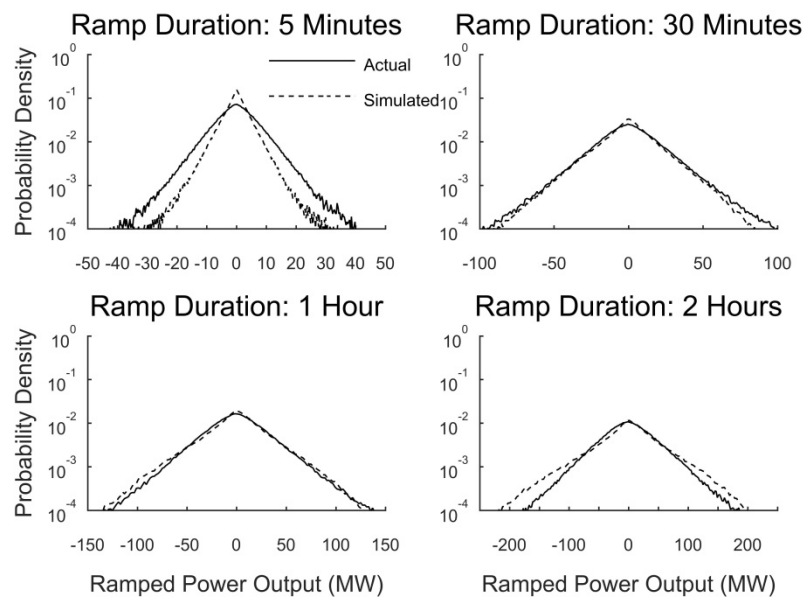 Ramp Duration: 5 Minutes
Ramp Duration: 30 Minutes
Probability Density
10^0
10^-1
10^-2
10^-3
10^-4
Actual
Simulated
-50 -40 -30 -20 -10 0 10 20 30 40 50
10^0
10^-1
10^-2
10^-3
10^-4
-100 -50 0 50 100
Ramp Duration: 1 Hour
Ramp Duration: 2 Hours
Probability Density
10^0
10^-1
10^-2
10^-3
10^-4
-150 -100 -50 0 50 100 150
Ramped Power Output (MW)
10^0
10^-1
10^-2
10^-3
10^-4
-200 -100 0 100 200
Ramped Power Output (MW)